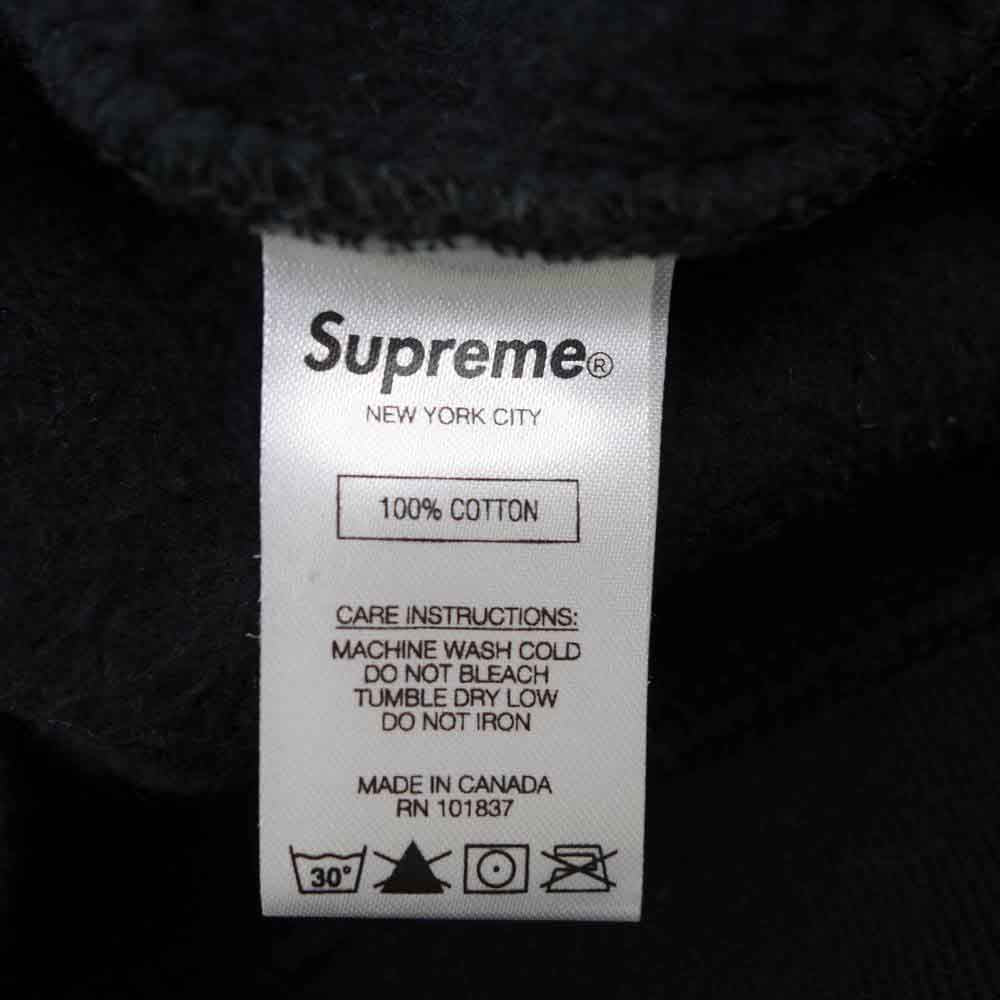 Supreme®
NEW YORK CITY
100% COTTON
CARE INSTRUCTIONS:
MACHINE WASH COLD
DO NOT BLEACH
TUMBLE DRY LOW
DO NOT IRON
MADE IN CANADA
RN 101837
30°